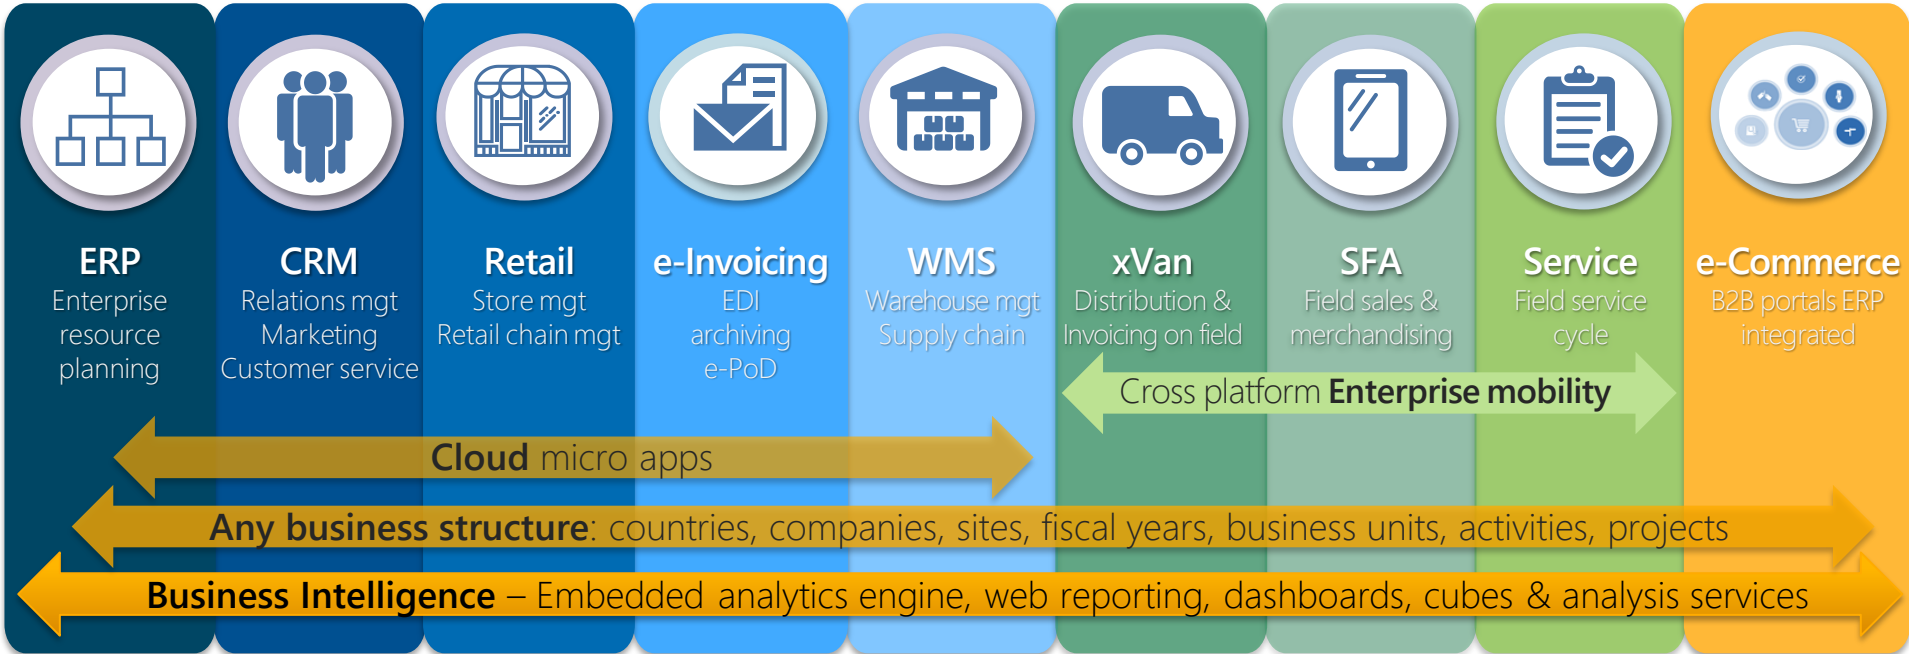 ERP
Enterprise
resource
planning
CRM
Relations mgt
Marketing
Customer service
Retail
Store mgt
Retail chain mgt
e-Invoicing
EDI
archiving
e-PoD
WMS
Warehouse mgt
Supply chain
xVan
Distribution &
Invoicing on field
SFA
Field sales &
merchandising
Service
Field service
cycle
e-Commerce
B2B portals ERP
integrated
Cross platform Enterprise mobility
Cloud micro apps
Any business structure: countries, companies, sites, fiscal years, business units, activities, projects
Business Intelligence – Embedded analytics engine, web reporting, dashboards, cubes & analysis services